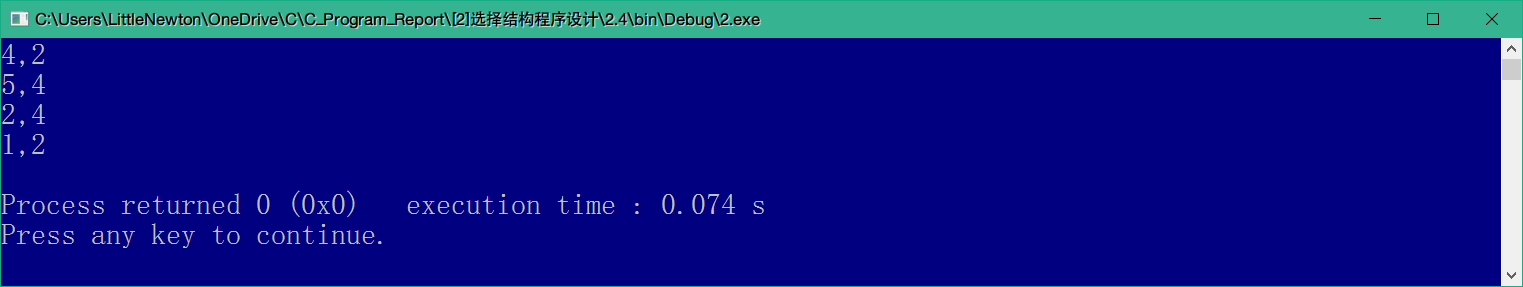 C:\Users\LittleNewton\OneDrive\C\C_Program_Report\[2]选择结构程序设计\2.4\bin\Debug\2.exe
4,2
5,4
2,4
1,2
Process returned 0 (0x0)   execution time : 0.074 s
Press any key to continue.